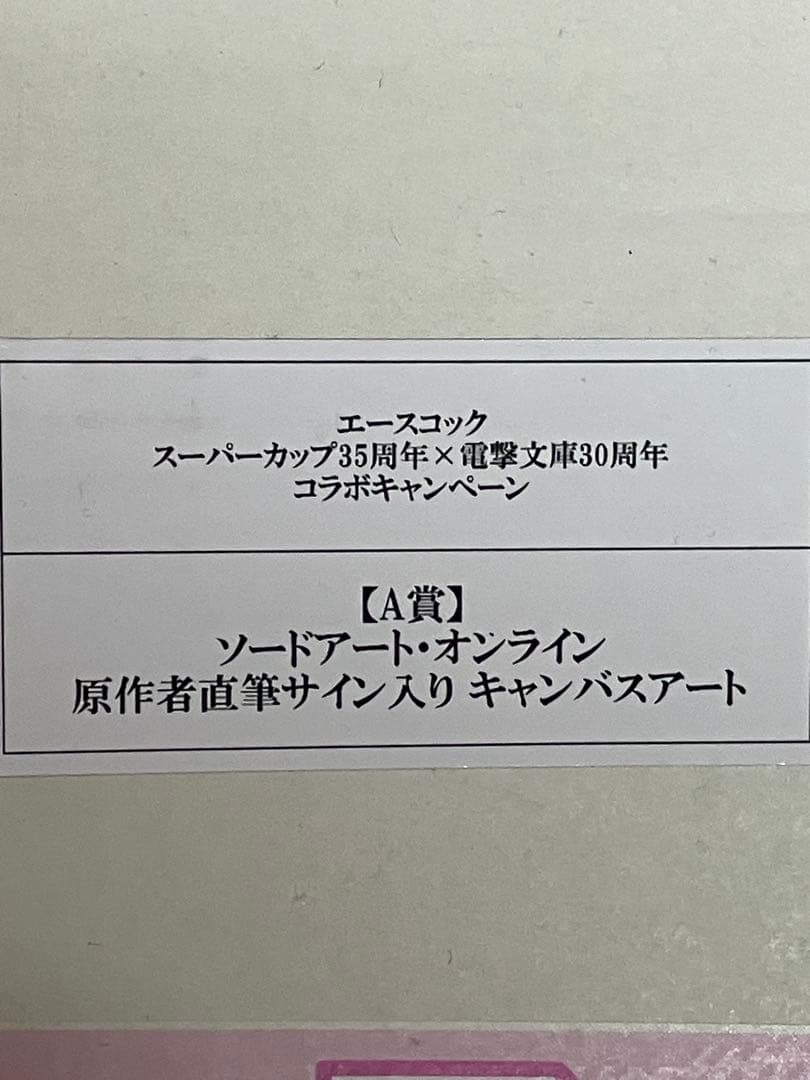 エースコック
スーパーカップ35周年×電撃文庫30周年
コラボキャンペーン
【A賞】
ソードアート・オンライン
原作者直筆サイン入り キャンバスアート